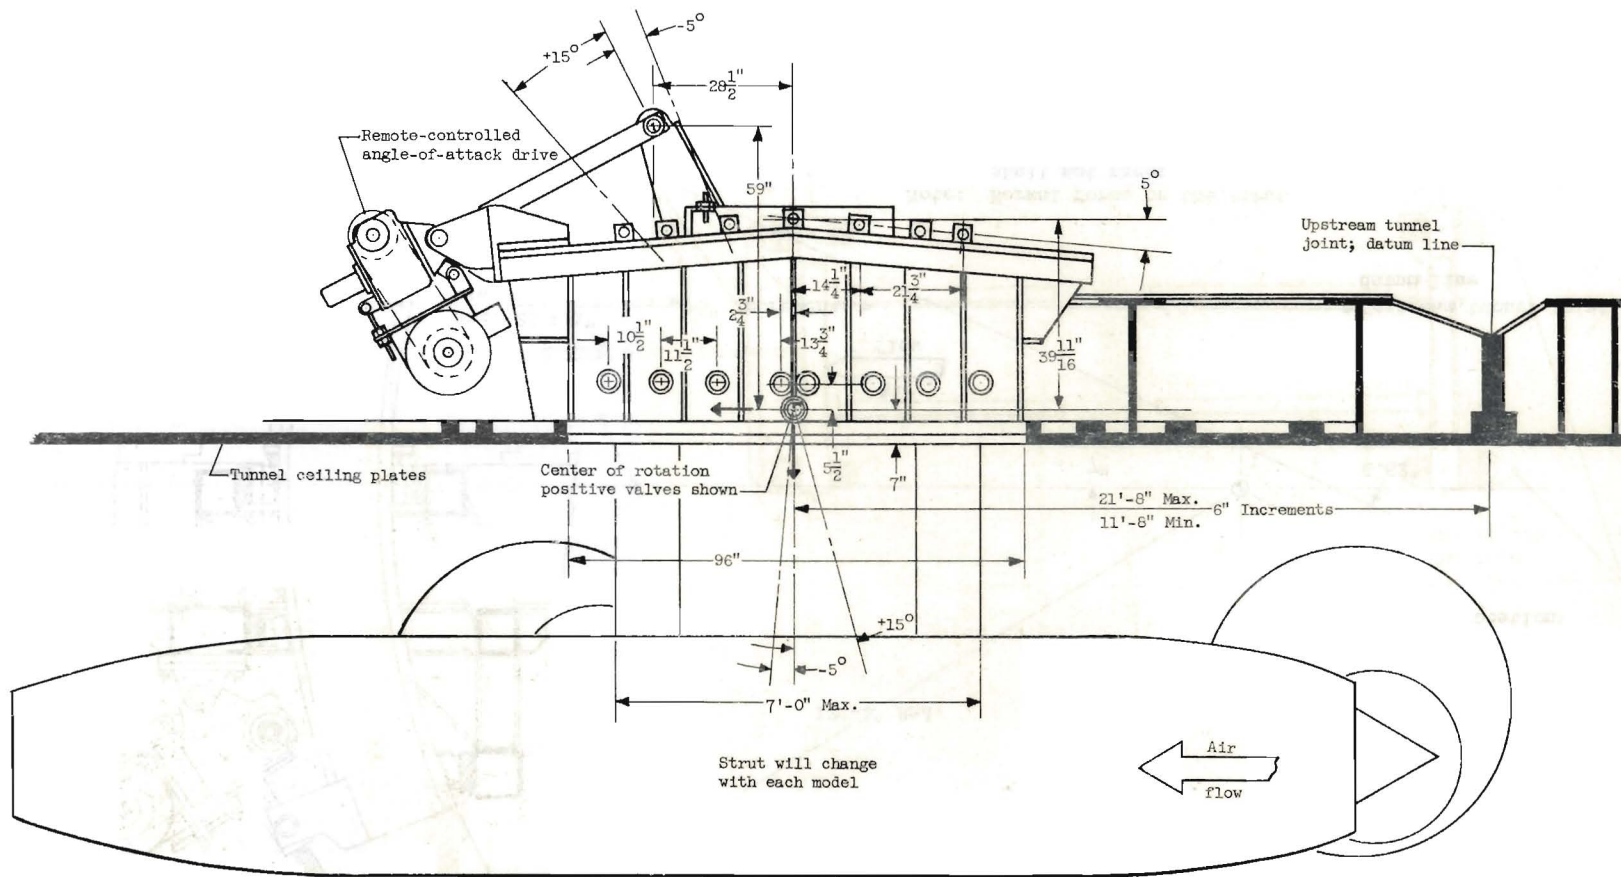 -5°
+15°
28 1/2"
Remote-controlled
angle-of-attack drive
59"
5°
Upstream tunnel
joint; datum line
14 1/4"
21 3/4"
2 3/4"
10 1/2"
11 1/2"
13 3/4"
39 11/16"
Tunnel ceiling plates
Center of rotation
positive valves shown
5 1/2"
7"
21'-8" Max.
11'-8" Min.
6" Increments
96"
+15°
-5°
7'-0" Max.
Strut will change
with each model
Air
flow